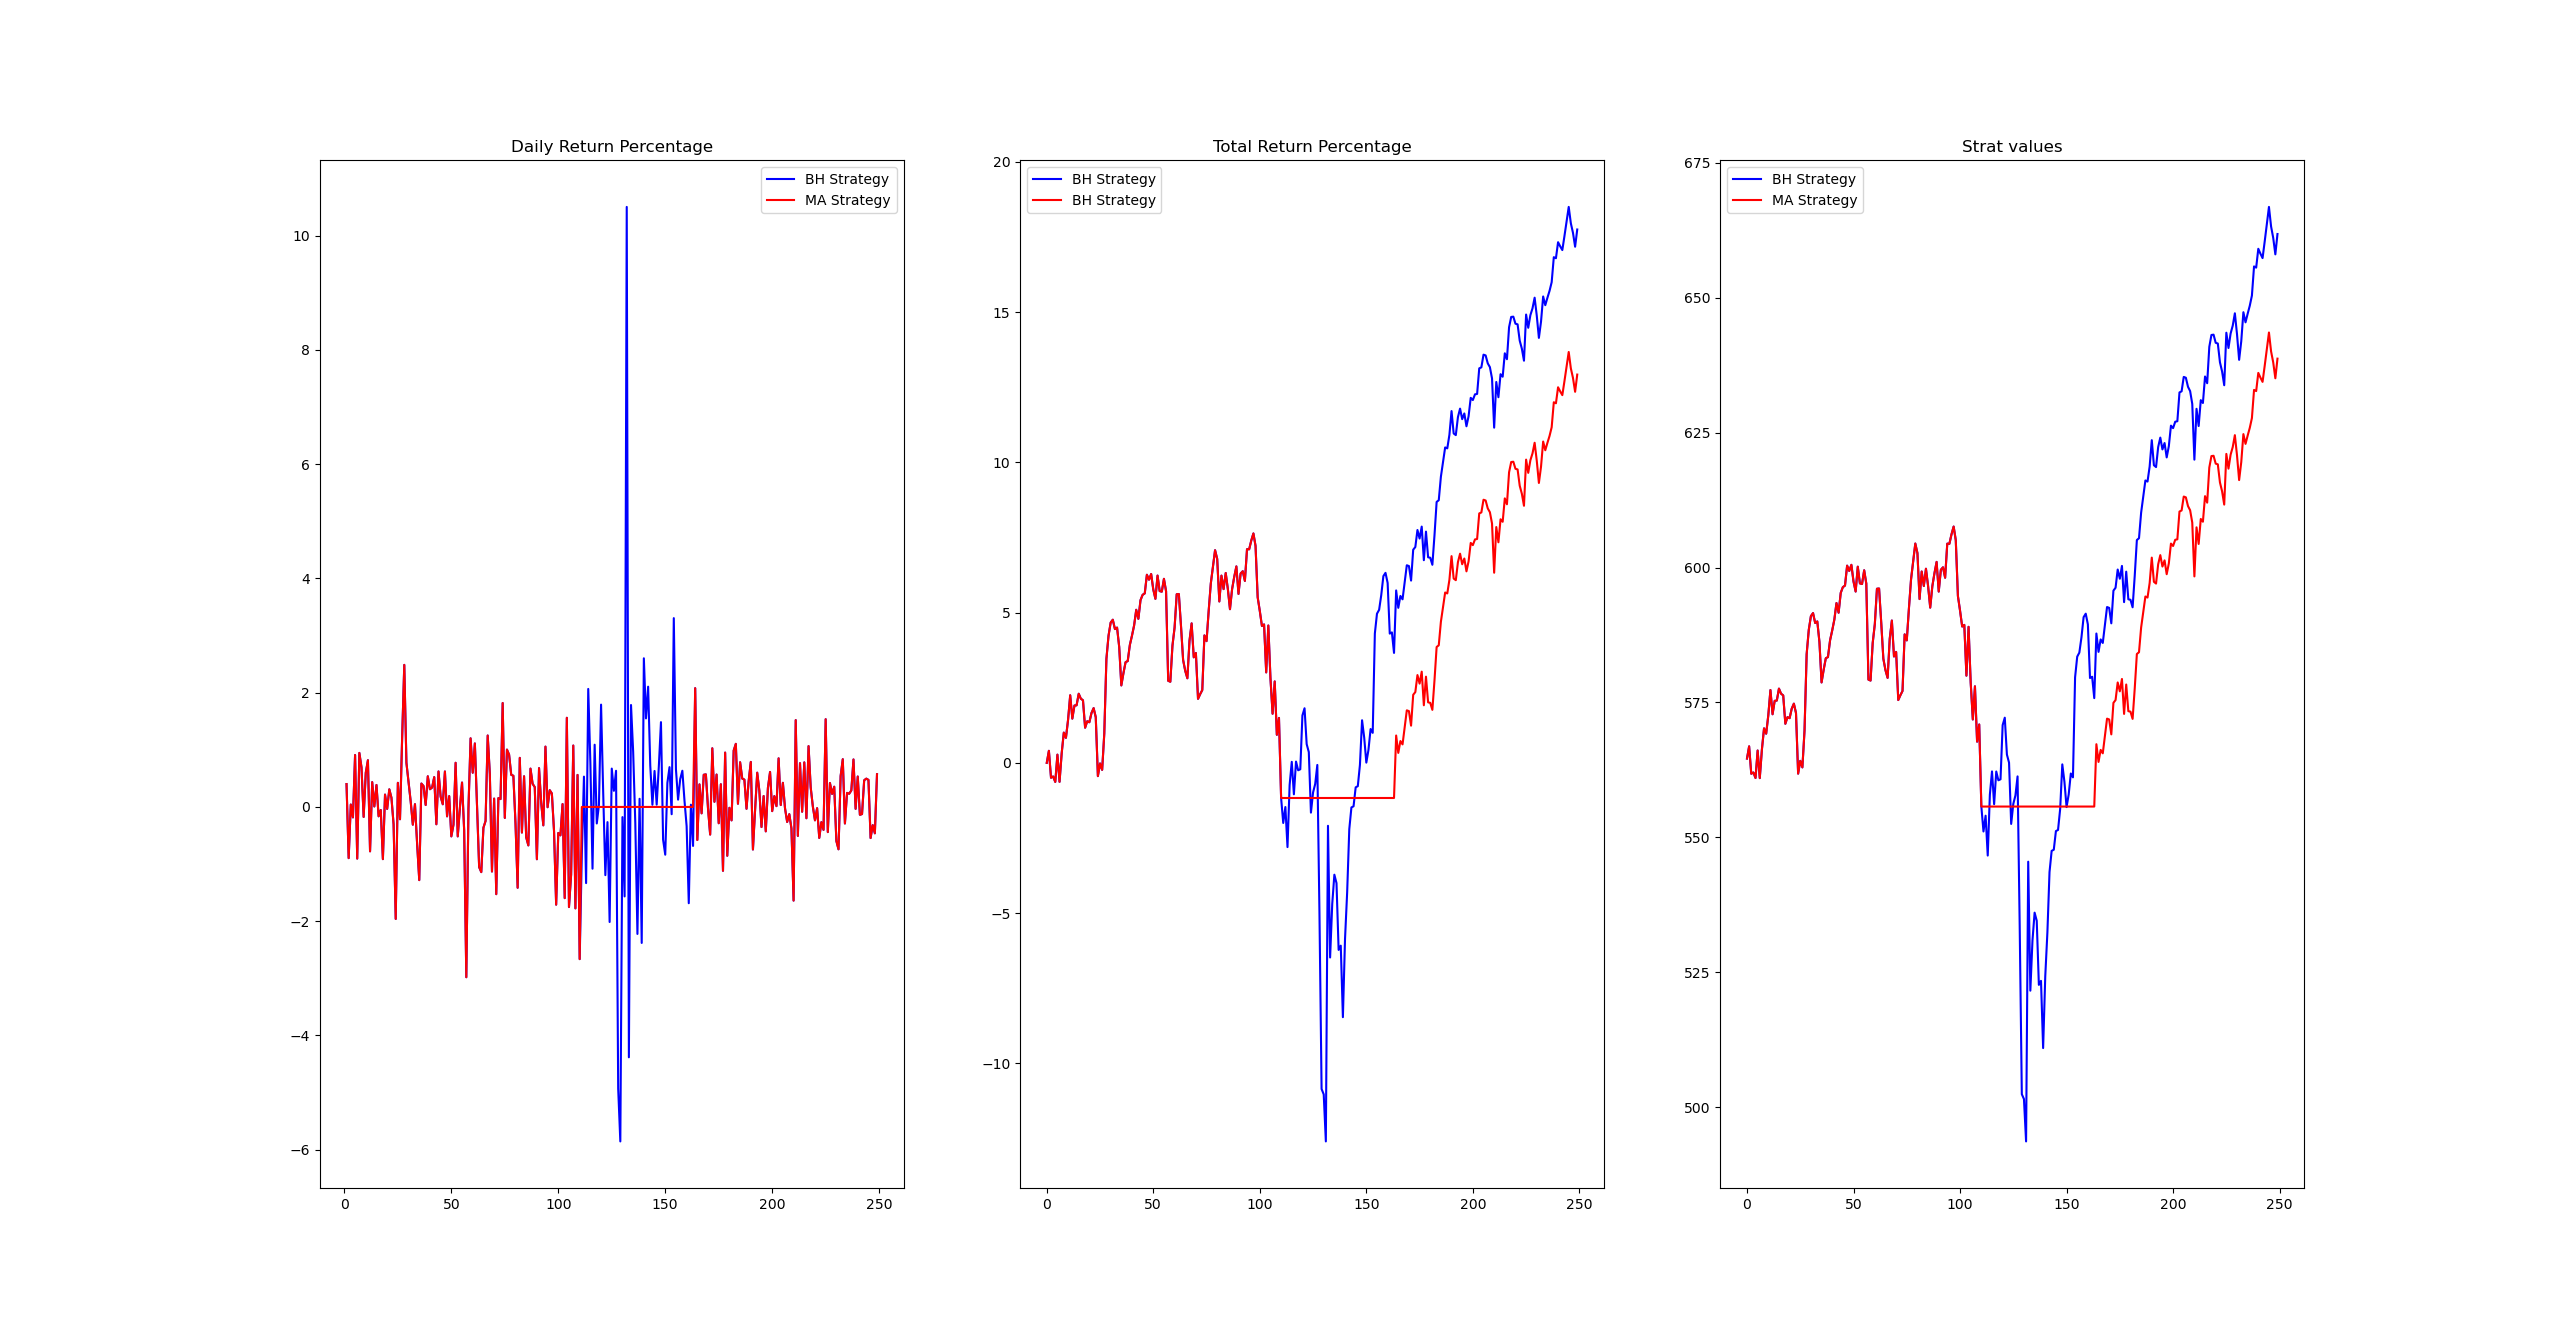 Daily Return Percentage
BH Strategy
MA Strategy
10
8
6
4
2
0
−2
−4
−6
0 50 100 150 200 250
Total Return Percentage
BH Strategy
BH Strategy
20
15
10
5
0
−5
−10
0 50 100 150 200 250
Strat values
BH Strategy
MA Strategy
675
650
625
600
575
550
525
500
0 50 100 150 200 250